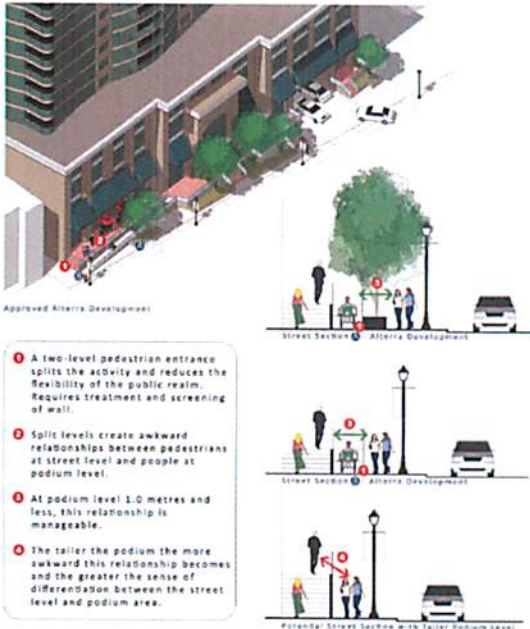 Approved Alterra Development
1 A two-level pedestrian entrance
splits the activity and reduces the
flexibility of the public realm.
Requires treatment and screening
of wall.
2 Split levels create awkward
relationships between pedestrians
at street level and people at
podium level.
3 At podium level 1.0 metres and
less, this relationship is
manageable.
4 The taller the podium the more
awkward this relationship becomes
and the greater the sense of
differentiation between the street
level and podium area.
Street Section Alterra Development
Street Section Alterra Development
Potential Street Section with Taller Podium Level